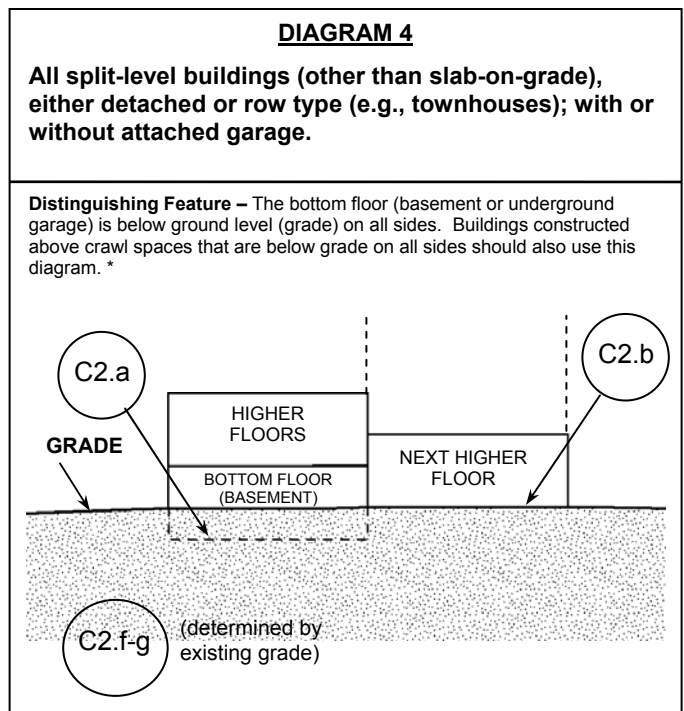 DIAGRAM 4
All split-level buildings (other than slab-on-grade),
either detached or row type (e.g., townhouses); with or
without attached garage.
Distinguishing Feature – The bottom floor (basement or underground
garage) is below ground level (grade) on all sides. Buildings constructed
above crawl spaces that are below grade on all sides should also use this
diagram. *
C2.a
C2.b
HIGHER
FLOORS
GRADE
NEXT HIGHER
FLOOR
BOTTOM FLOOR
(BASEMENT)
C2.f-g
(determined by
existing grade)